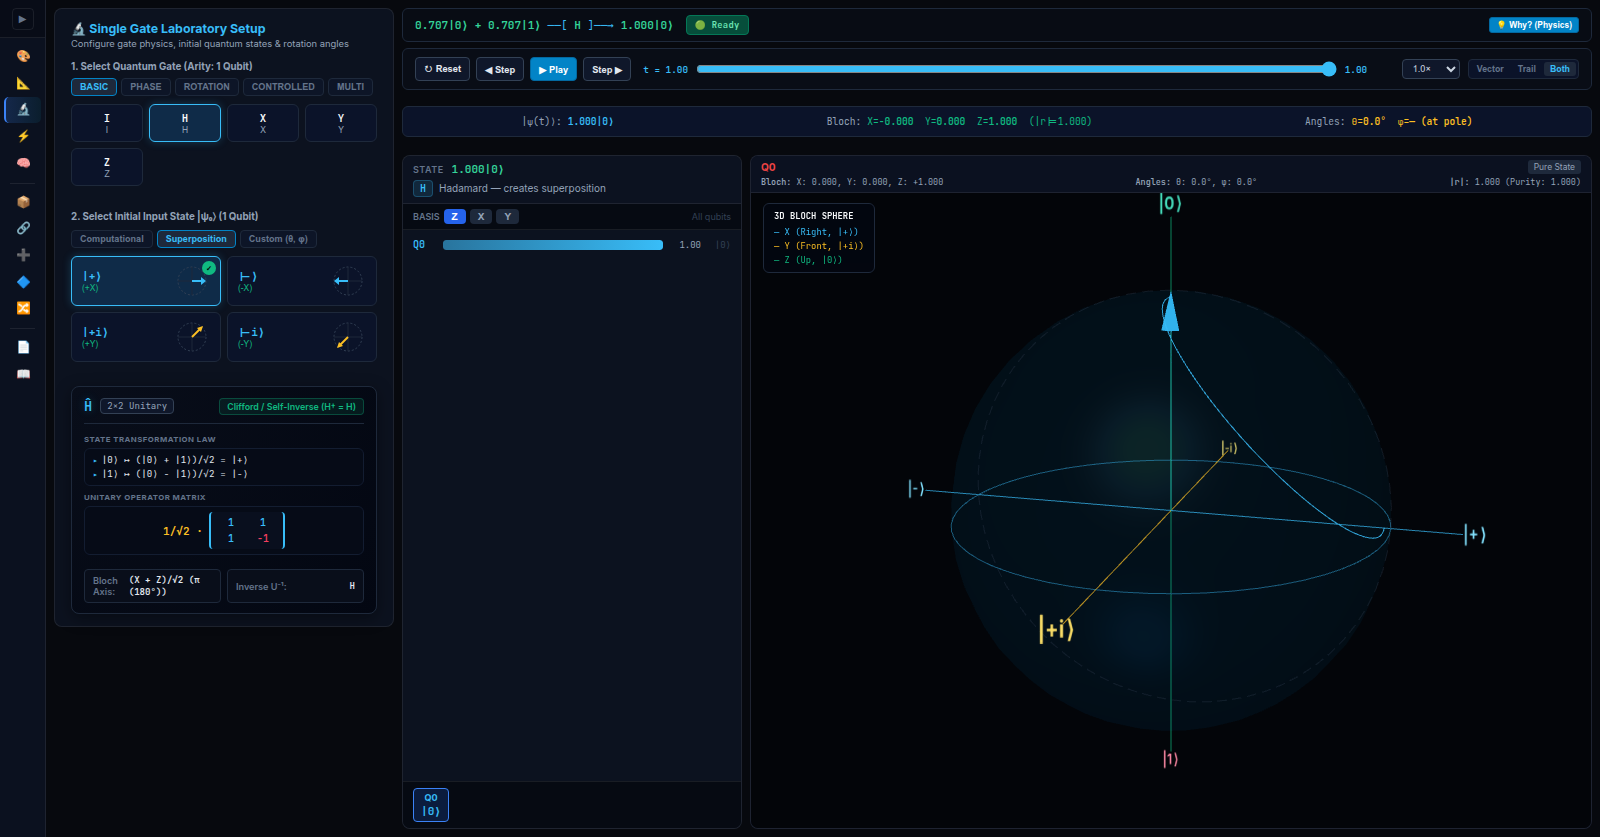 🔬 Single Gate Laboratory Setup
Configure gate physics, initial quantum states & rotation angles
1. Select Quantum Gate (Arity: 1 Qubit)
BASIC PHASE ROTATION CONTROLLED MULTI
I H X Y
I H X Y
Z
Z
2. Select Initial Input State |ψ₀⟩ (1 Qubit)
Computational Superposition Custom (θ, φ)
|+⟩ |−⟩
(+X) (-X)
|+i⟩ |−i⟩
(+Y) (-Y)
Ĥ 2×2 Unitary Clifford / Self-Inverse (H† = H)
STATE TRANSFORMATION LAW
▸ |0⟩ ↦ (|0⟩ + |1⟩)/√2 = |+⟩
▸ |1⟩ ↦ (|0⟩ - |1⟩)/√2 = |-⟩
UNITARY OPERATOR MATRIX
1/√2 ·
1 1
1 -1
Bloch Axis: (X + Z)/√2 (π (180°))
Inverse U⁻¹: H
0.707|0⟩ + 0.707|1⟩ ──[ H ]──→ 1.000|0⟩ Ready
💡 Why? (Physics)
↻ Reset ◀ Step ▶ Play Step ▶ t = 1.00 1.00 1.0× Vector Trail Both
|ψ(t)⟩: 1.000|0⟩ Bloch: X=-0.000 Y=0.000 Z=1.000 (|r|=1.000) Angles: θ=0.0° φ=— (at pole)
STATE 1.000|0⟩
H Hadamard — creates superposition
BASIS Z X Y All qubits
Q0 1.00 |0⟩
Q0
|0⟩
Q0 Pure State
Bloch: X: 0.000, Y: 0.000, Z: +1.000 Angles: θ: 0.0°, φ: 0.0° |r|: 1.000 (Purity: 1.000)
3D BLOCH SPHERE
— X (Right, |+⟩)
— Y (Front, |+i⟩)
— Z (Up, |0⟩)
|0⟩
|-i⟩
|-⟩
|+⟩
|+i⟩
|1⟩